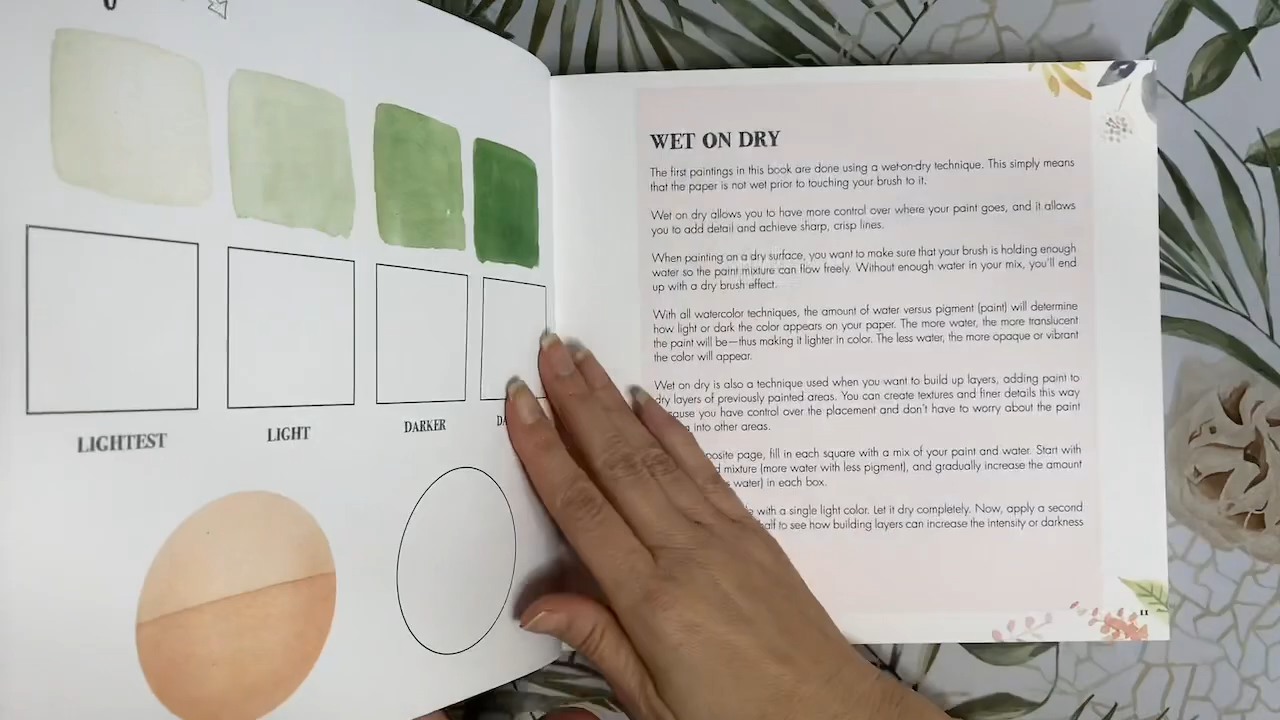 LIGHTEST
LIGHT
DARKER
DA
WET ON DRY
The first paintings in this book are done using a wet-on-dry technique. This simply means
that the paper is not wet prior to touching your brush to it.
Wet on dry allows you to have more control over where your paint goes, and it allows
you to add detail and achieve sharp, crisp lines.
When painting on a dry surface, you want to make sure that your brush is holding enough
water so the paint mixture can flow freely. Without enough water in your mix, you'll end
up with a dry brush effect.
With all watercolor techniques, the amount of water versus pigment (paint) will determine
how light or dark the color appears on your paper. The more water, the more translucent
the paint will be—thus making it lighter in color. The less water, the more opaque or vibrant
the color will appear.
Wet on dry is also a technique used when you want to build up layers, adding paint to
dry layers of previously painted areas. You can create textures and finer details this way
cause you have control over the placement and don't have to worry about the paint
into other areas.
posite page, fill in each square with a mix of your paint and water. Start with
mixture (more water with less pigment), and gradually increase the amount
water) in each box.
with a single light color. Let it dry completely. Now, apply a second
half to see how building layers can increase the intensity or darkness
11